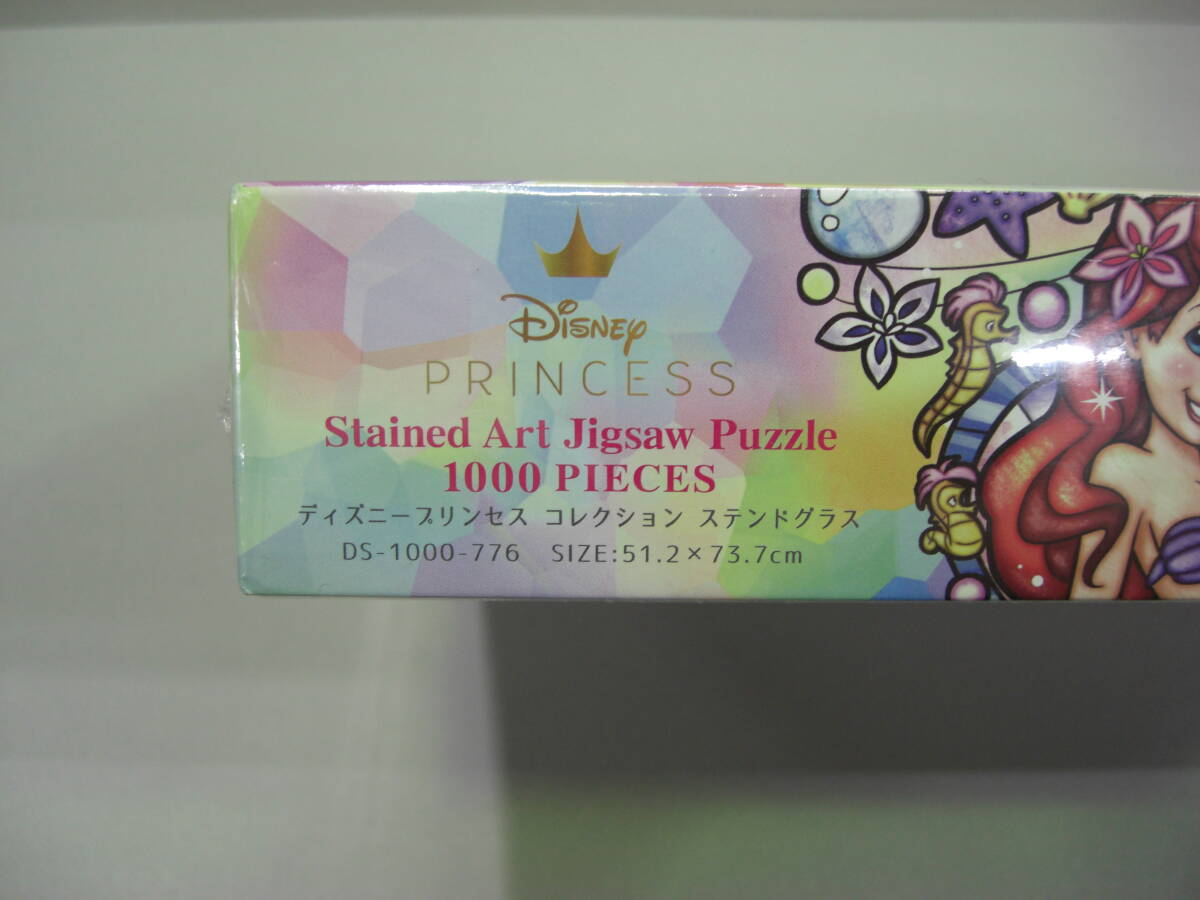 Disney
PRINCESS
Stained Art Jigsaw Puzzle
1000 PIECES
ディズニープリンセス コレクション ステンドグラス
DS-1000-776 SIZE:51.2×73.7cm